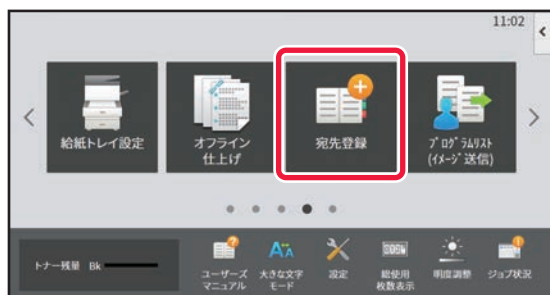 11:02
給紙トレイ設定
オフライン
仕上げ
宛先登録
ﾌﾟﾛｸﾞﾗﾑﾘｽﾄ
(ｲﾒｰｼﾞ送信)
トナー残量 Bk
ユーザーズ
マニュアル
大きな文字
モード
設定
総使用
枚数表示
明度調整
ジョブ状況